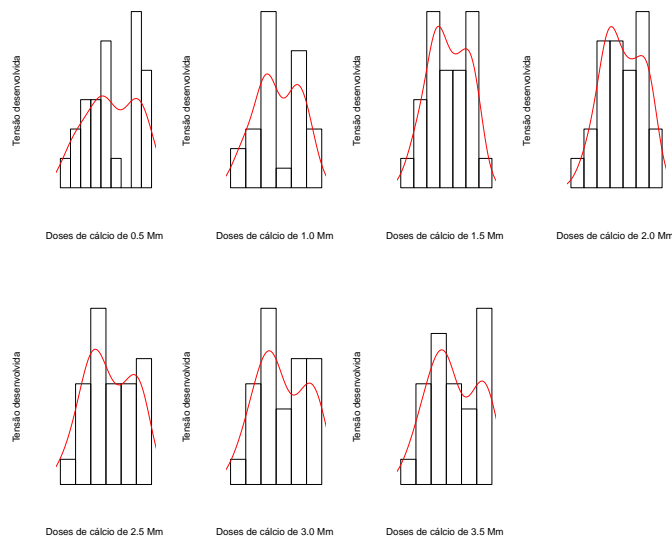 Tensão desenvolvida
Tensão desenvolvida
Tensão desenvolvida
Tensão desenvolvida
Doses de cálcio de 0.5 Mm
Doses de cálcio de 1.0 Mm
Doses de cálcio de 1.5 Mm
Doses de cálcio de 2.0 Mm
Tensão desenvolvida
Tensão desenvolvida
Tensão desenvolvida
Doses de cálcio de 2.5 Mm
Doses de cálcio de 3.0 Mm
Doses de cálcio de 3.5 Mm